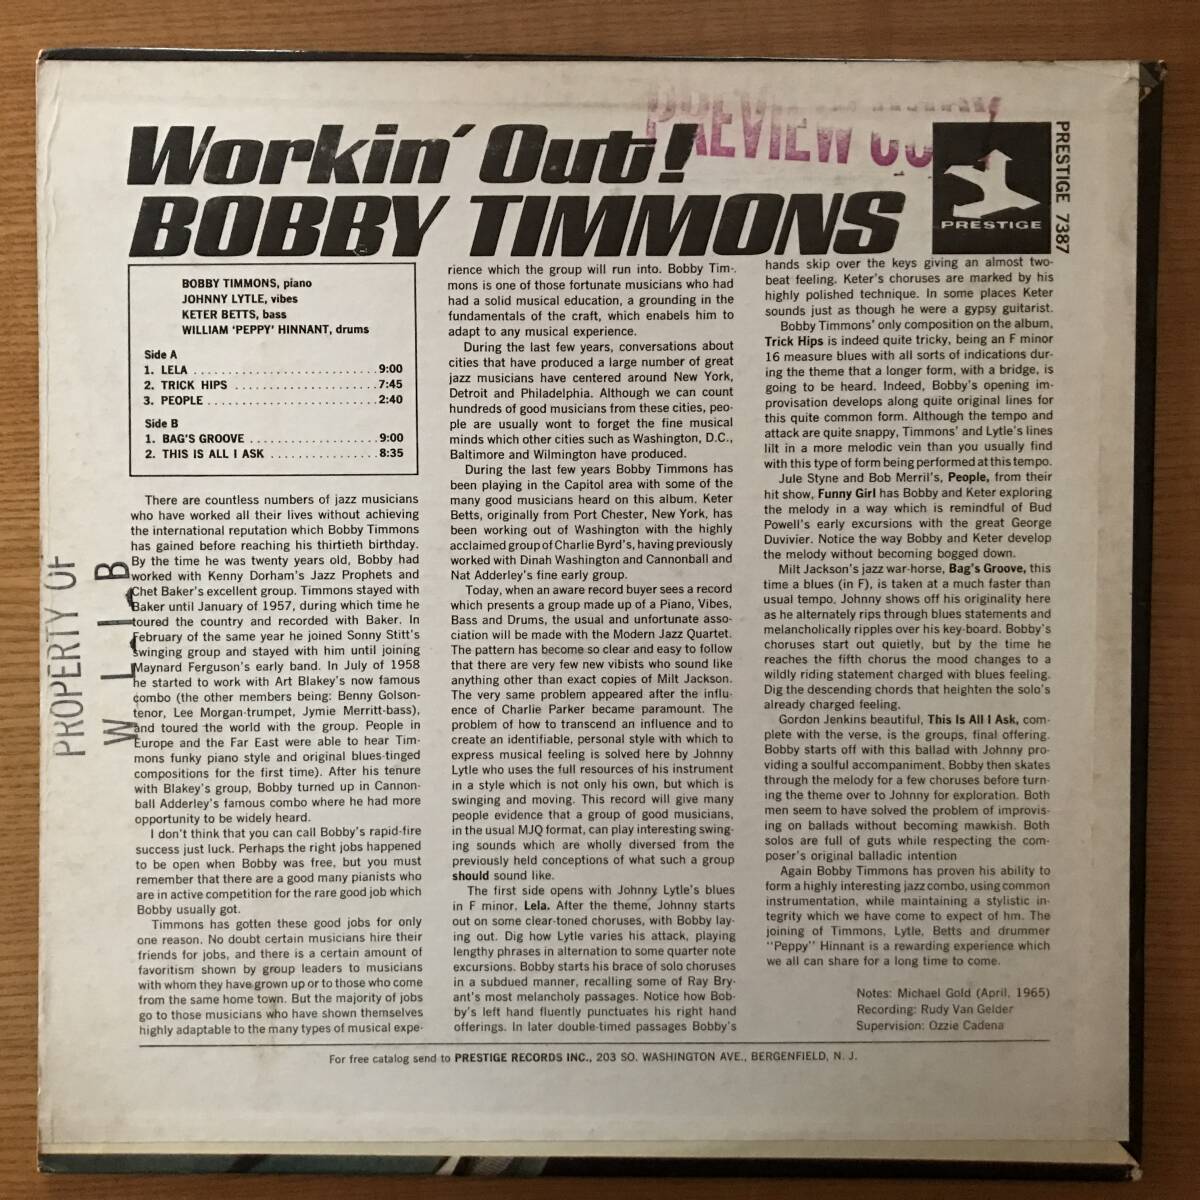 PREVIEW
Workin' Out!
BOBBY TIMMONS
PRESTIGE
PRESTIGE 7387
BOBBY TIMMONS, piano
JOHNNY LYTLE, vibes
KETER BETTS, bass
WILLIAM 'PEPPY' HINNANT, drums
Side A
1. LELA ........................... 9:00
2. TRICK HIPS ..................... 7:45
3. PEOPLE ......................... 2:40
Side B
1. BAG'S GROOVE ................... 9:00
2. THIS IS ALL I ASK ................ 8:35
There are countless numbers of jazz musicians
who have worked all their lives without achieving
the international reputation which Bobby Timmons
has gained before reaching his thirtieth birthday.
By the time he was twenty years old, Bobby had
worked with Kenny Dorham's Jazz Prophets and
Chet Baker's excellent group. Timmons stayed with
Baker until January of 1957, during which time he
toured the country and recorded with Baker. In
February of the same year he joined Sonny Stitt's
swinging group and stayed with him until joining
Maynard Ferguson's early band. In July of 1958
he started to work with Art Blakey's now famous
combo (the other members being: Benny Golson-
tenor, Lee Morgan-trumpet, Jymie Merritt-bass),
and toured the world with the group. People in
Europe and the Far East were able to hear Tim-
mons funky piano style and original blues-tinged
compositions for the first time). After his tenure
with Blakey's group, Bobby turned up in Cannon-
ball Adderley's famous combo where he had more
opportunity to be widely heard.
I don't think that you can call Bobby's rapid-fire
success just luck. Perhaps the right jobs happened
to be open when Bobby was free, but you must
remember that there are a good many pianists who
are in active competition for the rare good job which
Bobby usually got.
Timmons has gotten these good jobs for only
one reason. No doubt certain musicians hire their
friends for jobs, and there is a certain amount of
favoritism shown by group leaders to musicians
with whom they have grown up or to those who come
from the same home town. But the majority of jobs
go to those musicians who have shown themselves
highly adaptable to the many types of musical expe-
rience which the group will run into. Bobby Tim-
mons is one of those fortunate musicians who had
had a solid musical education, a grounding in the
fundamentals of the craft, which enabels him to
adapt to any musical experience.
During the last few years, conversations about
cities that have produced a large number of great
jazz musicians have centered around New York,
Detroit and Philadelphia. Although we can count
hundreds of good musicians from these cities, peo-
ple are usually wont to forget the fine musical
minds which other cities such as Washington, D.C.,
Baltimore and Wilmington have produced.
During the last few years Bobby Timmons has
been playing in the Capitol area with some of the
many good musicians heard on this album. Keter
Betts, originally from Port Chester, New York, has
been working out of Washington with the highly
acclaimed group of Charlie Byrd's, having previously
worked with Dinah Washington and Cannonball and
Nat Adderley's fine early group.
Today, when an aware record buyer sees a record
which presents a group made up of a Piano, Vibes,
Bass and Drums, the usual and unfortunate asso-
ciation will be made with the Modern Jazz Quartet.
The pattern has become so clear and easy to follow
that there are very few new vibists who sound like
anything other than exact copies of Milt Jackson.
The very same problem appeared after the influ-
ence of Charlie Parker became paramount. The
problem of how to transcend an influence and to
create an identifiable, personal style with which to
express musical feeling is solved here by Johnny
Lytle who uses the full resources of his instrument
in a style which is not only his own, but which is
swinging and moving. This record will give many
people evidence that a group of good musicians,
in the usual MJQ format, can play interesting swing-
ing sounds which are wholly diversed from the
previously held conceptions of what such a group
should sound like.
The first side opens with Johnny Lytle's blues
in F minor, Lela. After the theme, Johnny starts
out on some clear-toned choruses, with Bobby lay-
ing out. Dig how Lytle varies his attack, playing
lengthy phrases in alternation to some quarter note
excursions. Bobby starts his brace of solo choruses
in a subdued manner, recalling some of Ray Bry-
ant's most melancholy passages. Notice how Bob-
by's left hand fluently punctuates his right hand
offerings. In later double-timed passages Bobby's
hands skip over the keys giving an almost two-
beat feeling. Keter's choruses are marked by his
highly polished technique. In some places Keter
sounds just as though he were a gypsy guitarist.
Bobby Timmons' only composition on the album,
Trick Hips is indeed quite tricky, being an F minor
16 measure blues with all sorts of indications dur-
ing the theme that a longer form, with a bridge, is
going to be heard. Indeed, Bobby's opening im-
provisation develops along quite original lines for
this quite common form. Although the tempo and
attack are quite snappy, Timmons' and Lytle's lines
lilt in a more melodic vein than you usually find
with this type of form being performed at this tempo.
Jule Styne and Bob Merril's, People, from their
hit show, Funny Girl has Bobby and Keter exploring
the melody in a way which is remindful of Bud
Powell's early excursions with the great George
Duvivier. Notice the way Bobby and Keter develop
the melody without becoming bogged down.
Milt Jackson's jazz war-horse, Bag's Groove, this
time a blues (in F), is taken at a much faster than
usual tempo. Johnny shows off his originality here
as he alternately rips through blues statements and
melancholically ripples over his key-board. Bobby's
choruses start out quietly, but by the time he
reaches the fifth chorus the mood changes to a
wildly riding statement charged with blues feeling.
Dig the descending chords that heighten the solo's
already charged feeling.
Gordon Jenkins beautiful, This Is All I Ask, com-
plete with the verse, is the groups, final offering.
Bobby starts off with this ballad with Johnny pro-
viding a soulful accompaniment. Bobby then skates
through the melody for a few choruses before turn-
ing the theme over to Johnny for exploration. Both
men seem to have solved the problem of improvis-
ing on ballads without becoming mawkish. Both
solos are full of guts while respecting the com-
poser's original balladic intention
Again Bobby Timmons has proven his ability to
form a highly interesting jazz combo, using common
instrumentation, while maintaining a stylistic in-
tegrity which we have come to expect of hm. The
joining of Timmons, Lytle, Betts and drummer
"Peppy" Hinnant is a rewarding experience which
we all can share for a long time to come.
Notes: Michael Gold (April, 1965)
Recording: Rudy Van Gelder
Supervision: Ozzie Cadena
For free catalog send to PRESTIGE RECORDS INC., 203 SO. WASHINGTON AVE., BERGENFIELD, N. J.
PROPERTY OF
W L I B